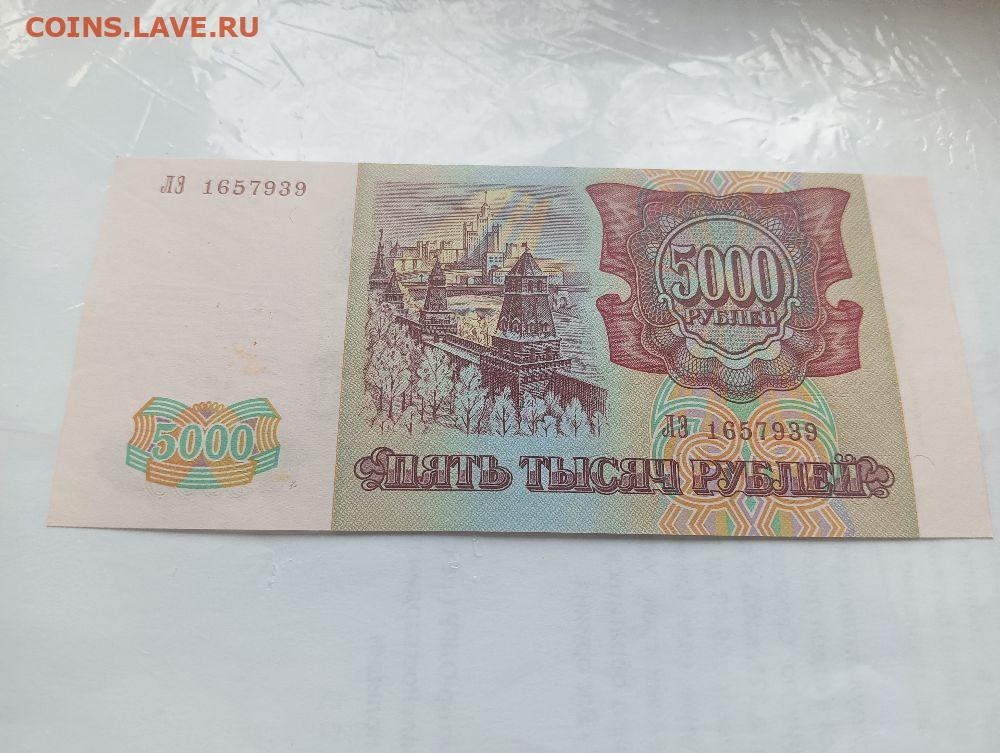 COINS.LAVE.RU
ЛЭ 1657939
5000
РУБЛЕЙ
ЛЭ 1657939
5000
ПЯТЬ ТЫСЯЧ РУБЛЕЙ